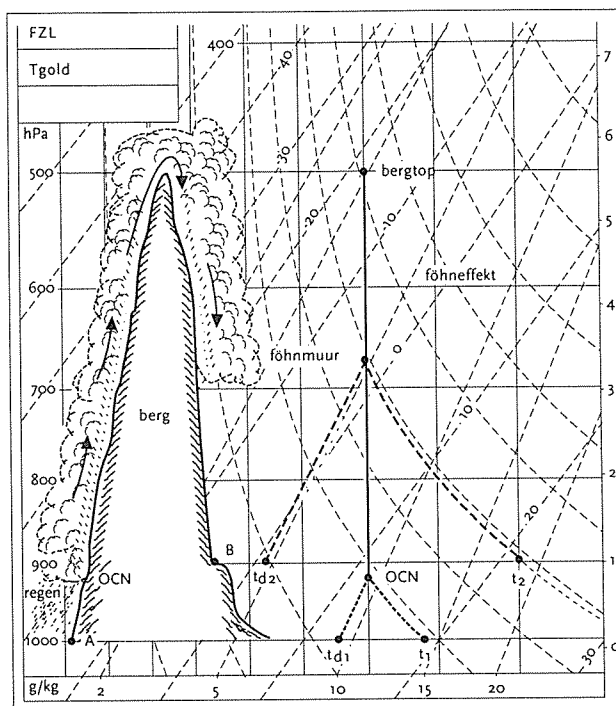 FZL
Tgold
hPa
400
500
600
700
800
900
1000
-40
-30
-20
-10
0
10
20
30
7
6
5
4
3
2
1
0
bergtop
föhneffekt
föhnmuur
berg
B
OCN
regen
A
td2
OCN
t2
td1
t1
g/kg
2
5
10
15
20